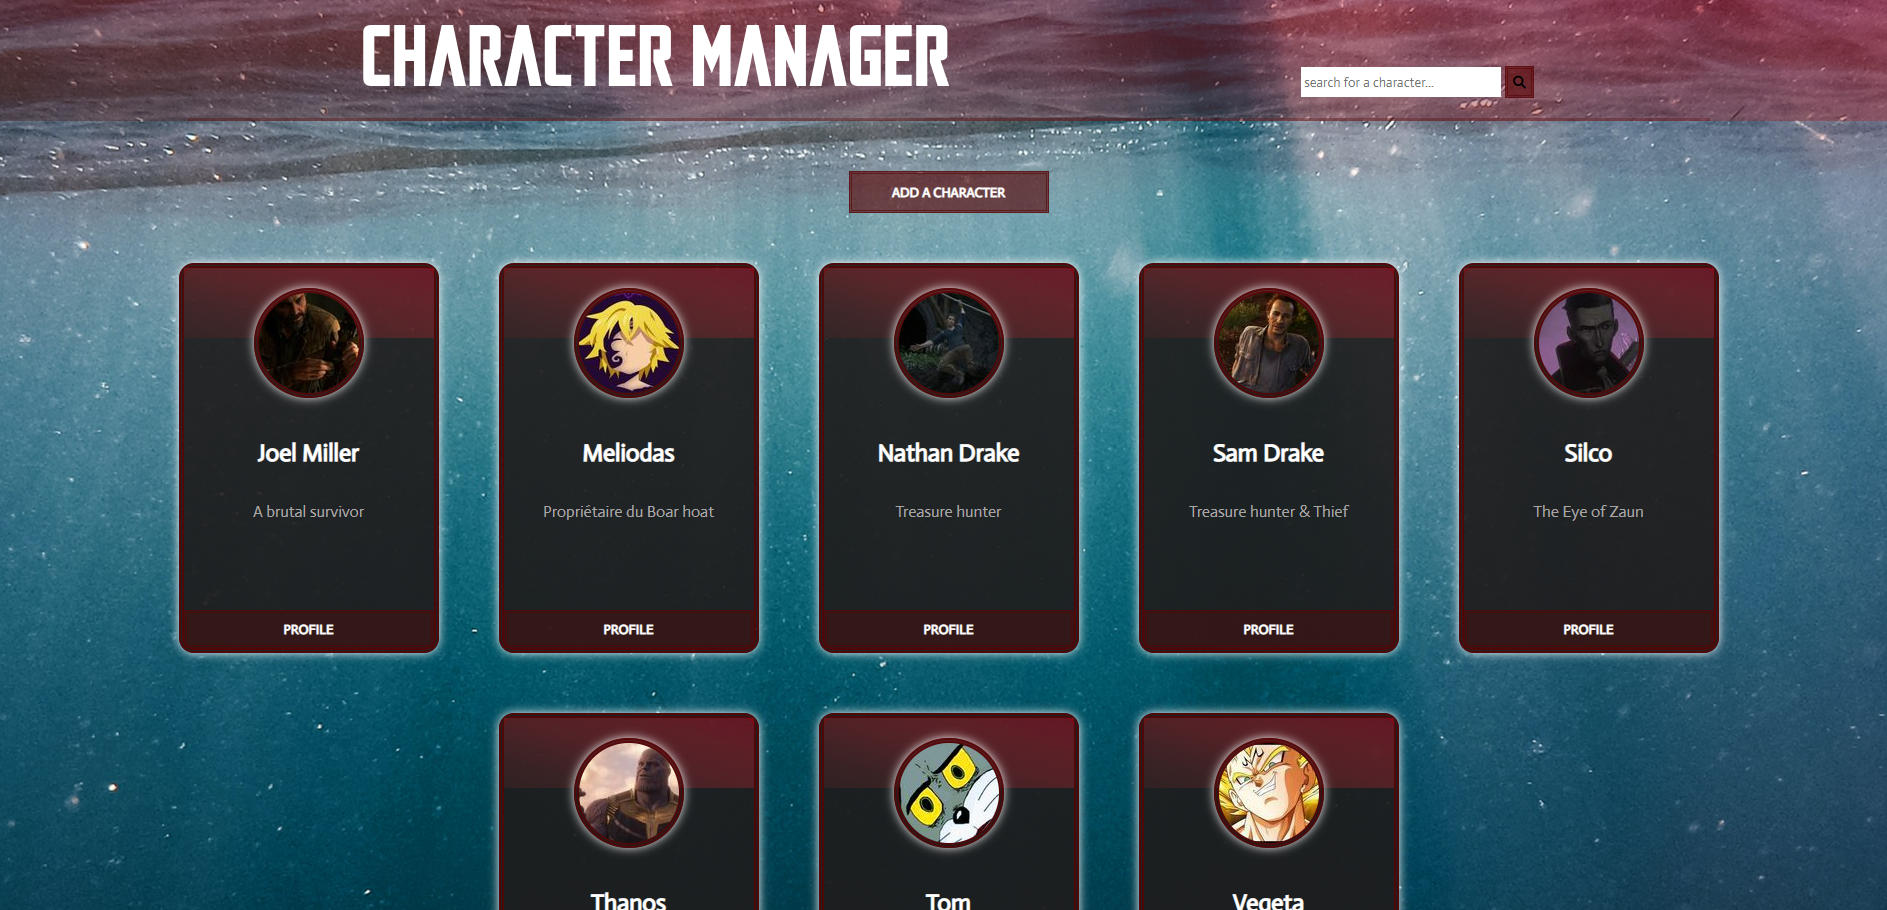 CHARACTER MANAGER
search for a character...
ADD A CHARACTER
Joel Miller
A brutal survivor
PROFILE
Meliodas
Propriétaire du Boar hoat
PROFILE
Nathan Drake
Treasure hunter
PROFILE
Sam Drake
Treasure hunter & Thief
PROFILE
Silco
The Eye of Zaun
PROFILE
Thanos
Tom
Vegeta